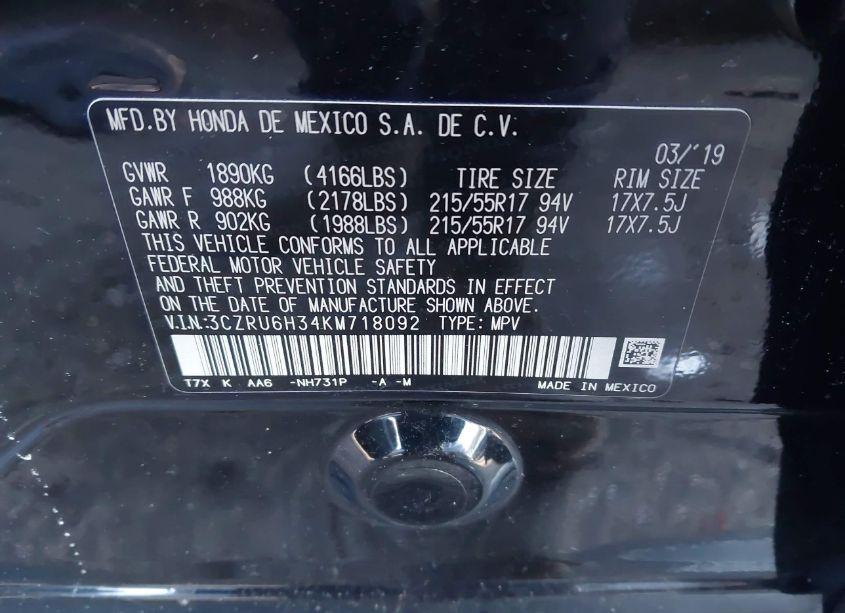 MFD.BY HONDA DE MEXICO S.A. DE C.V.
03/'19
GVWR 1890KG (4166LBS) TIRE SIZE RIM SIZE
GAWR F 988KG (2178LBS) 215/55R17 94V 17X7.5J
GAWR R 902KG (1988LBS) 215/55R17 94V 17X7.5J
THIS VEHICLE CONFORMS TO ALL APPLICABLE
FEDERAL MOTOR VEHICLE SAFETY
AND THEFT PREVENTION STANDARDS IN EFFECT
ON THE DATE OF MANUFACTURE SHOWN ABOVE.
V.I.N.:3CZRU6H34KM718092 TYPE: MPV
T7X K AA6 -NH731P -A -M MADE IN MEXICO